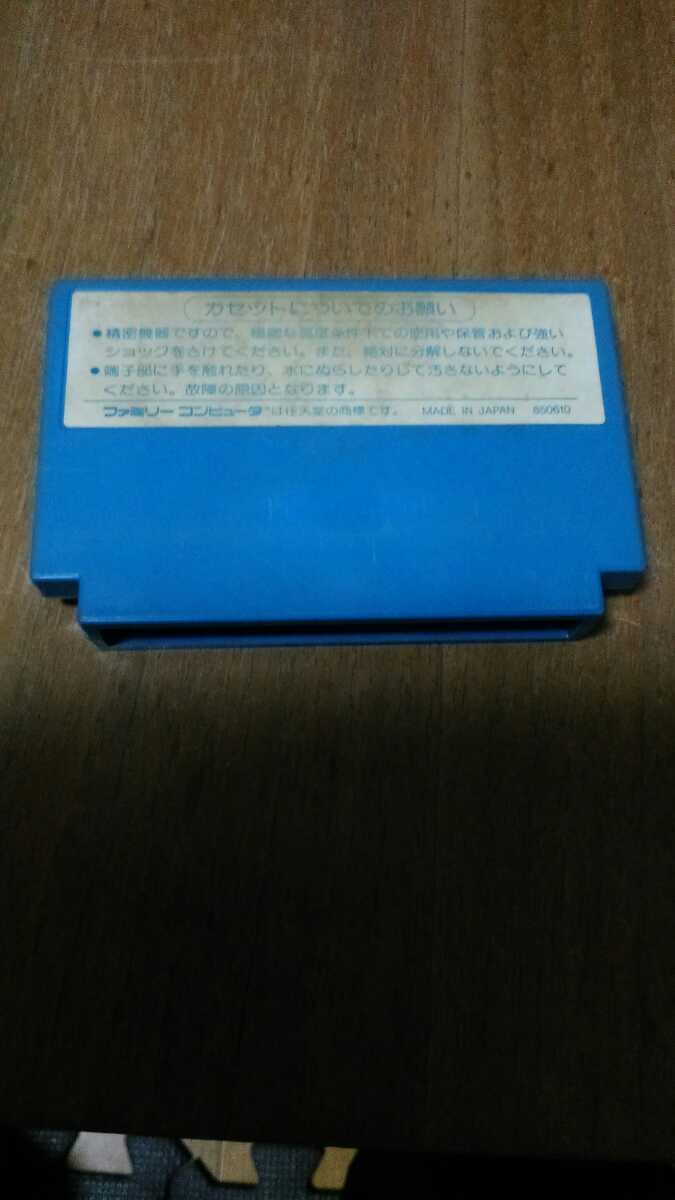 カセットについてのお願い
●精密機器ですので、極端な温度条件下での使用や保管および強い
ショックをさけてください。また、絶対に分解しないでください。
●端子部に手を触れたり、水にぬらしたりして汚さないようにして
ください。故障の原因となります。
ファミリー コンピュータ は任天堂の商標です。 MADE IN JAPAN 850610